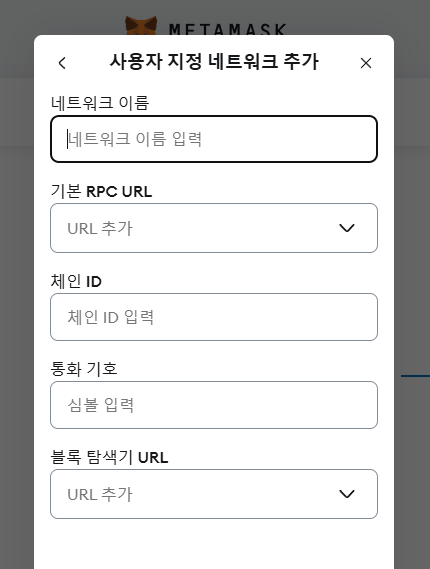 METAMASK
사용자 지정 네트워크 추가
네트워크 이름
네트워크 이름 입력
기본 RPC URL
URL 추가
체인 ID
체인 ID 입력
통화 기호
심볼 입력
블록 탐색기 URL
URL 추가